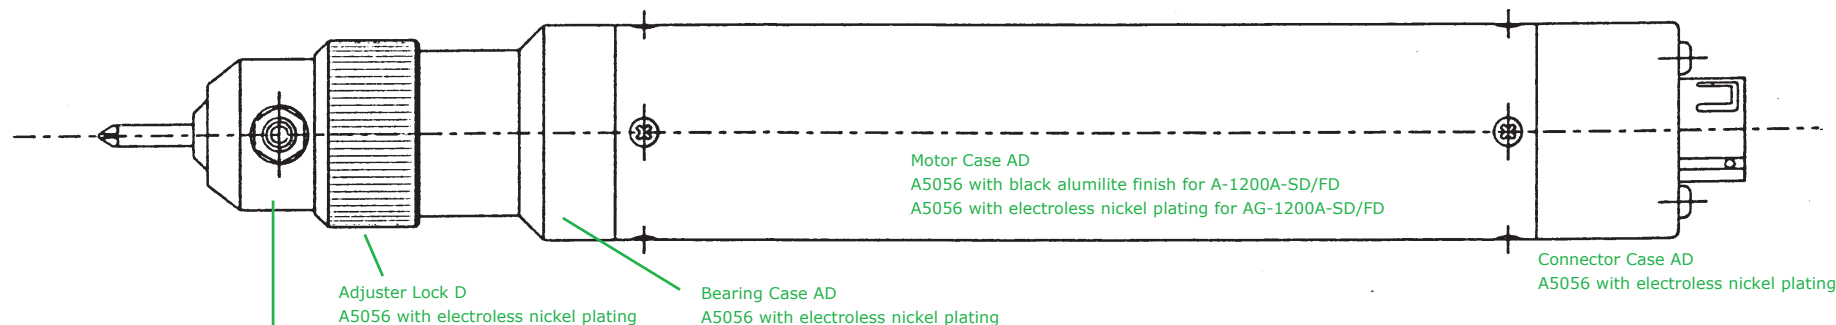 Motor Case AD
A5056 with black alumilite finish for A-1200A-SD/FD
A5056 with electroless nickel plating for AG-1200A-SD/FD
Connector Case AD
A5056 with electroless nickel plating
Adjuster Lock D
A5056 with electroless nickel plating
Bearing Case AD
A5056 with electroless nickel plating